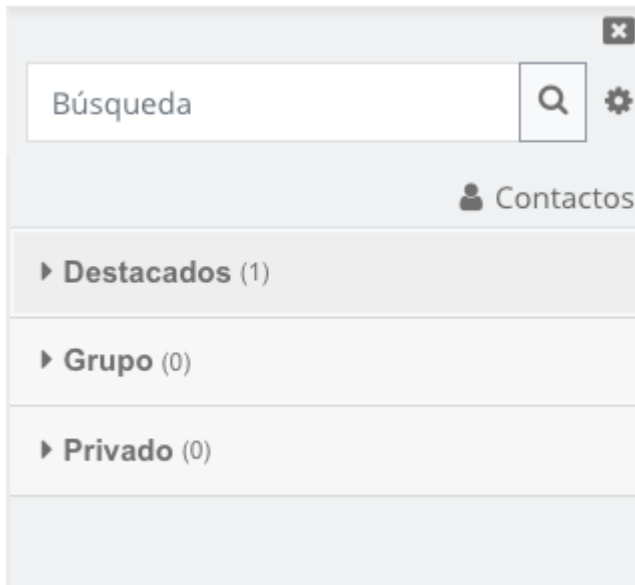 Búsqueda
Contactos
Destacados (1)
Grupo (0)
Privado (0)